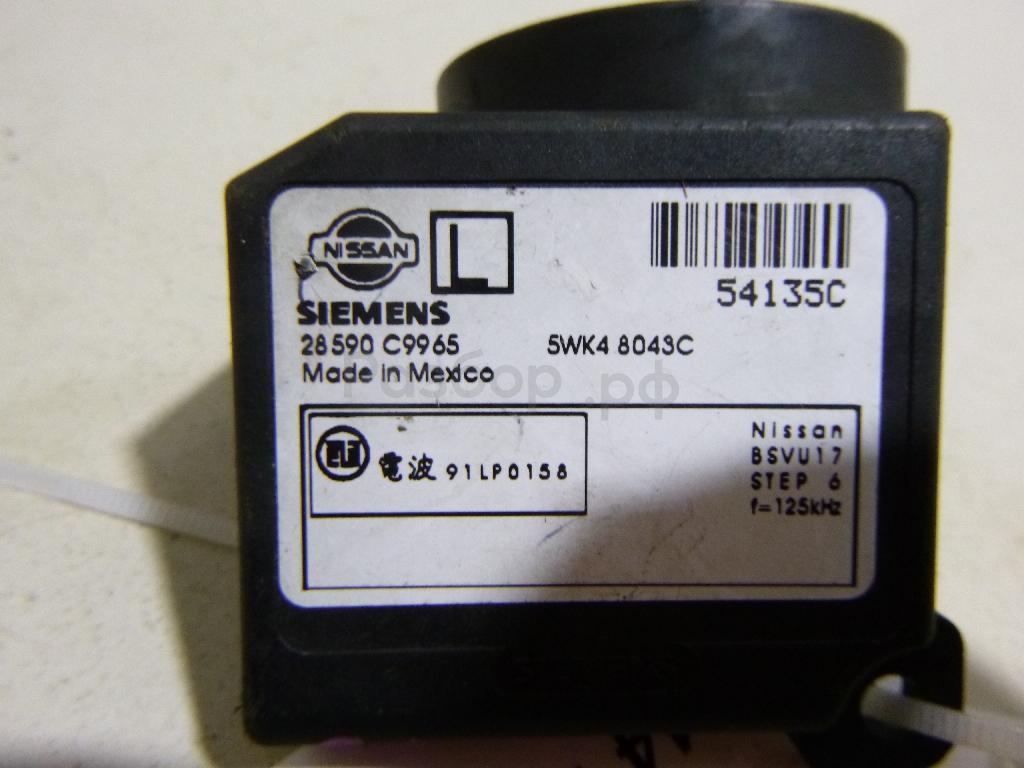 NISSAN
L
54135C
SIEMENS
28590 C9965 5WK4 8043C
Made in Mexico
Разбор.рф
Nissan
BSVU17
電波 91LP0158
STEP 6
f=125kHz
SIEMENS